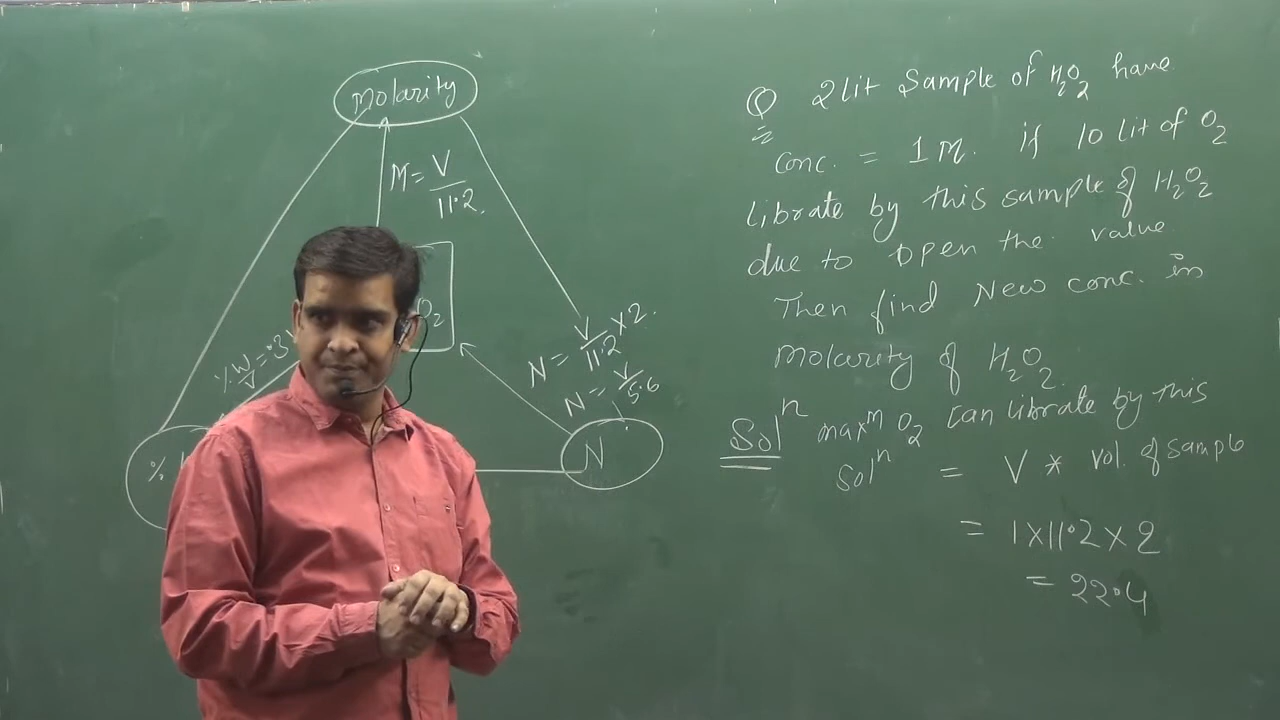 Molarity
M = V/11.2
O2
%W/V = .3
N = V/11.2 × 2.
N = V/5.6
%
N
Q 2 lit Sample of H2O2 have
conc. = 1 M. if 10 lit of O2
librate by this sample of H2O2
due to open the value
Then find New conc. in
Molarity of H2O2.
Solⁿ maxᵐ O2 can librate by this
Solⁿ = V * vol. of sample
= 1×11.2×2
= 22.4